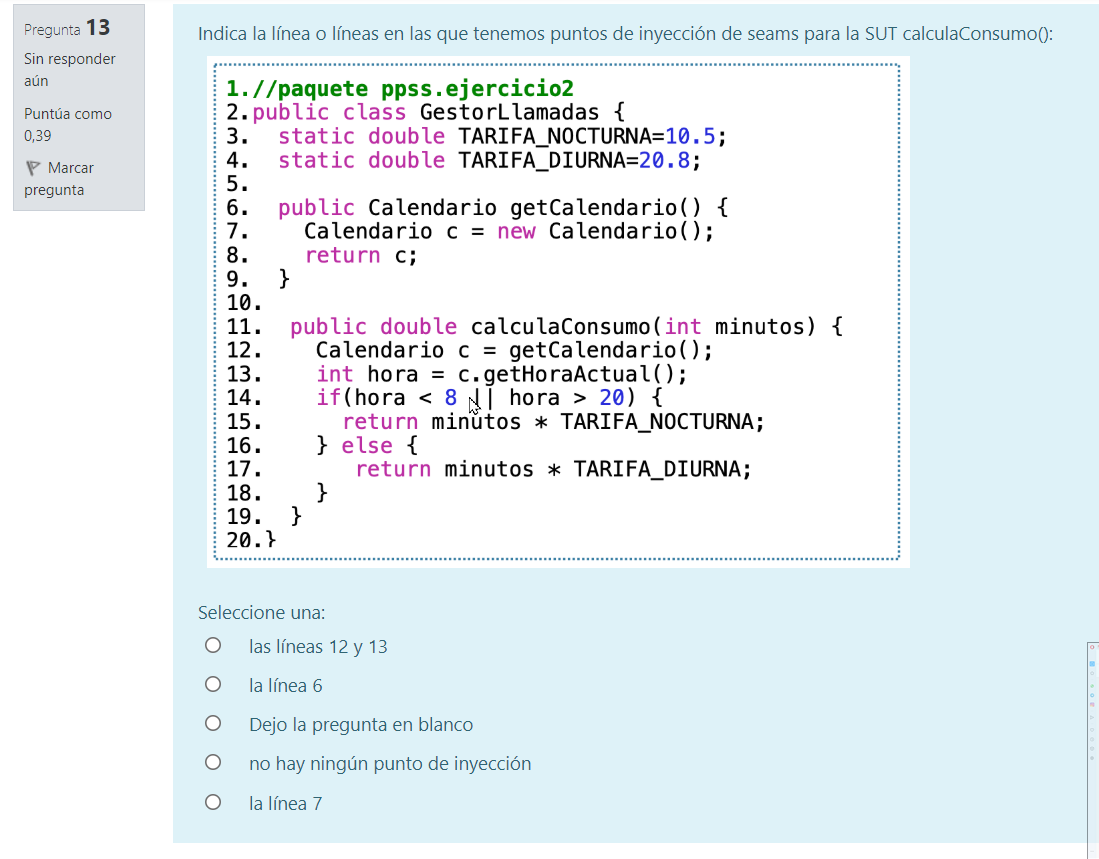 Pregunta 13
Sin responder
aún
Puntúa como
0,39
Marcar
pregunta
Indica la línea o líneas en las que tenemos puntos de inyección de seams para la SUT calculaConsumo():
1.//paquete ppss.ejercicio2
2.public class GestorLlamadas {
3.  static double TARIFA_NOCTURNA=10.5;
4.  static double TARIFA_DIURNA=20.8;
5.
6.  public Calendario getCalendario() {
7.    Calendario c = new Calendario();
8.    return c;
9.  }
10.
11.  public double calculaConsumo(int minutos) {
12.    Calendario c = getCalendario();
13.    int hora = c.getHoraActual();
14.    if(hora < 8 || hora > 20) {
15.      return minutos * TARIFA_NOCTURNA;
16.    } else {
17.       return minutos * TARIFA_DIURNA;
18.    }
19.  }
20.}
Seleccione una:
las líneas 12 y 13
la línea 6
Dejo la pregunta en blanco
no hay ningún punto de inyección
la línea 7